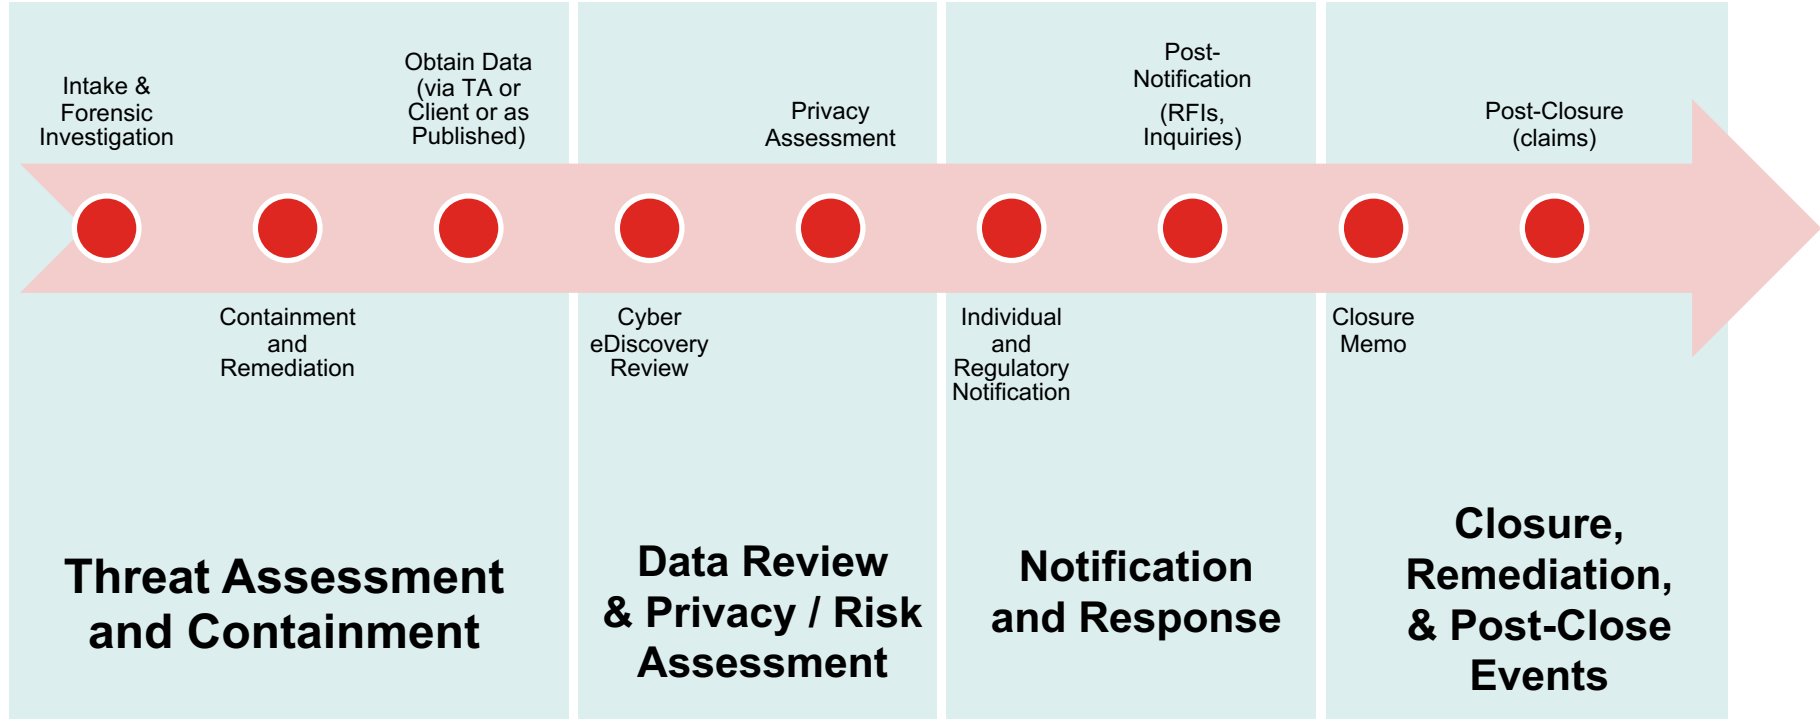 Intake &
Forensic
Investigation
Containment
and
Remediation
Obtain Data
(via TA or
Client or as
Published)
Cyber
eDiscovery
Review
Privacy
Assessment
Individual
and
Regulatory
Notification
Post-
Notification
(RFIs,
Inquiries)
Closure
Memo
Post-Closure
(claims)
Threat Assessment
and Containment
Data Review
& Privacy / Risk
Assessment
Notification
and Response
Closure,
Remediation,
& Post-Close
Events